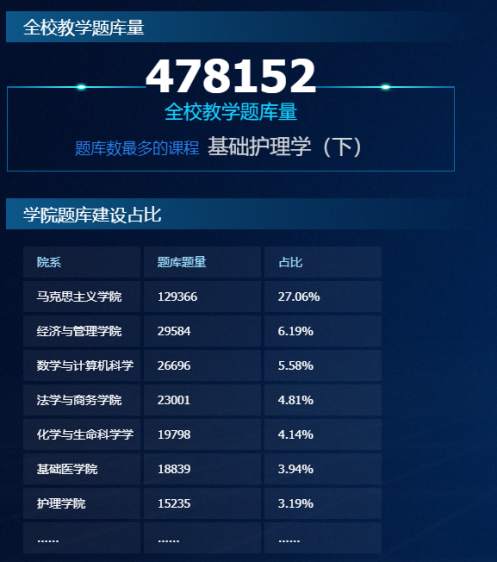 全校教学题库量
478152
全校教学题库量
题库数最多的课程 基础护理学（下）
学院题库建设占比
院系 题库题量 占比
马克思主义学院 129366 27.06%
经济与管理学院 29584 6.19%
数学与计算机科学 26696 5.58%
法学与商务学院 23001 4.81%
化学与生命科学学 19798 4.14%
基础医学院 18839 3.94%
护理学院 15235 3.19%
...... ...... ......